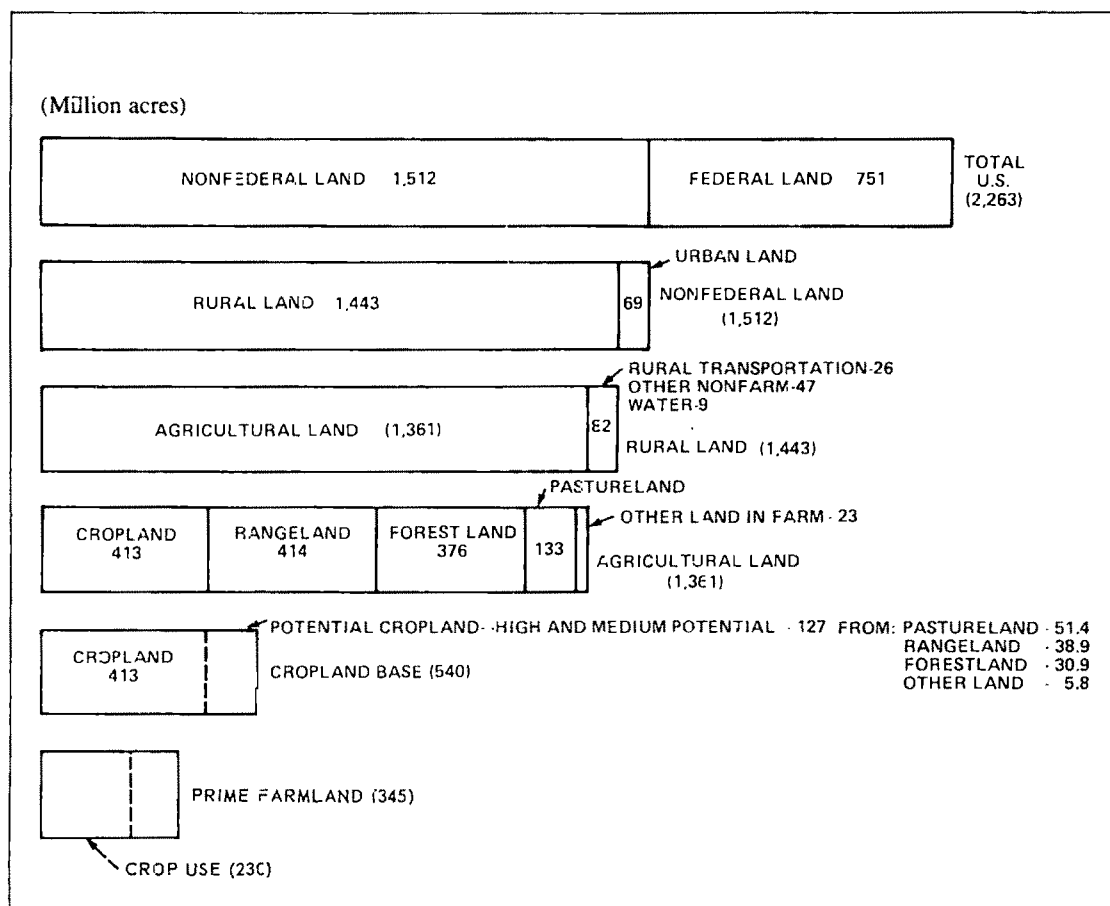 (Million acres)
NONFEDERAL LAND 1,512
FEDERAL LAND 751
TOTAL
U.S.
(2,263)
RURAL LAND 1,443
69
URBAN LAND
NONFEDERAL LAND
(1,512)
AGRICULTURAL LAND (1,361)
82
RURAL TRANSPORTATION-26
OTHER NONFARM-47
WATER-9
RURAL LAND (1,443)
PASTURELAND
CROPLAND
413
RANGELAND
414
FOREST LAND
376
133
OTHER LAND IN FARM - 23
AGRICULTURAL LAND
(1,361)
POTENTIAL CROPLAND--HIGH AND MEDIUM POTENTIAL - 127 FROM: PASTURELAND - 51.4
RANGELAND - 38.9
FORESTLAND - 30.9
OTHER LAND - 5.8
CROPLAND
413
CROPLAND BASE (540)
PRIME FARMLAND (345)
CROP USE (230)